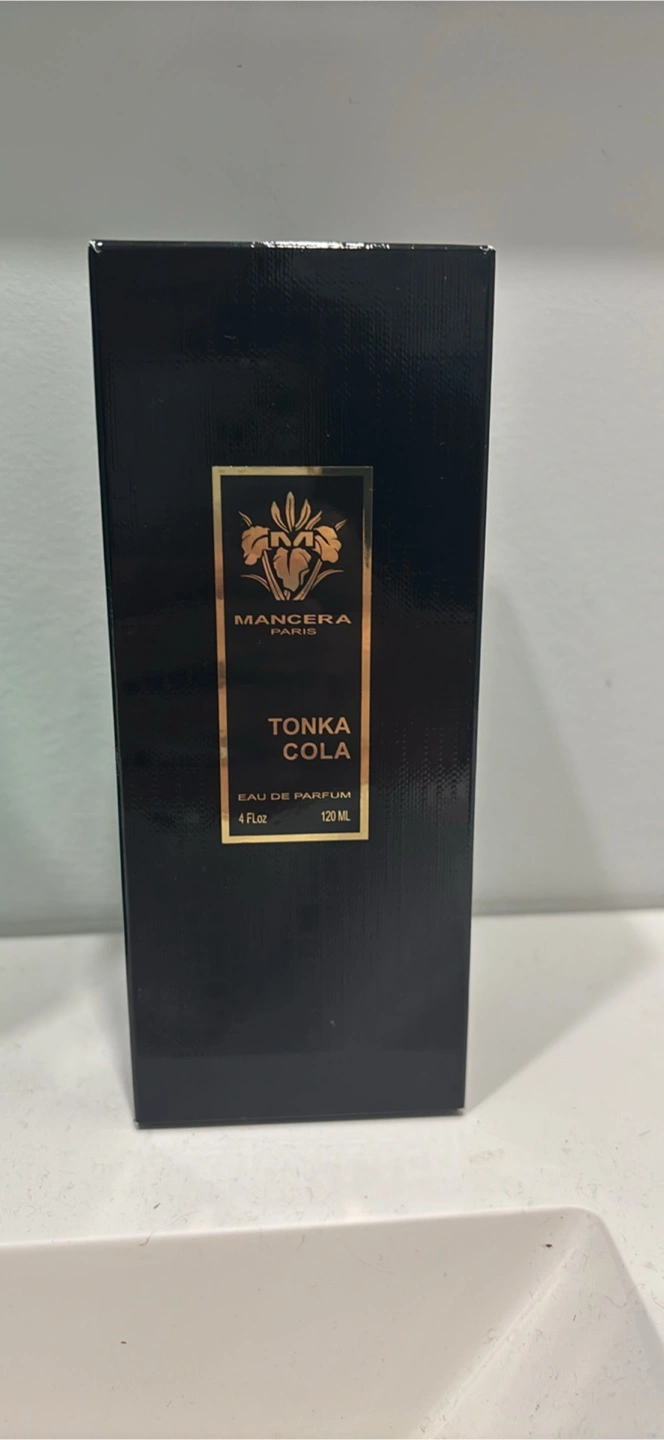 M
MANCERA
PARIS
TONKA
COLA
EAU DE PARFUM
4 FLoz 120 ML